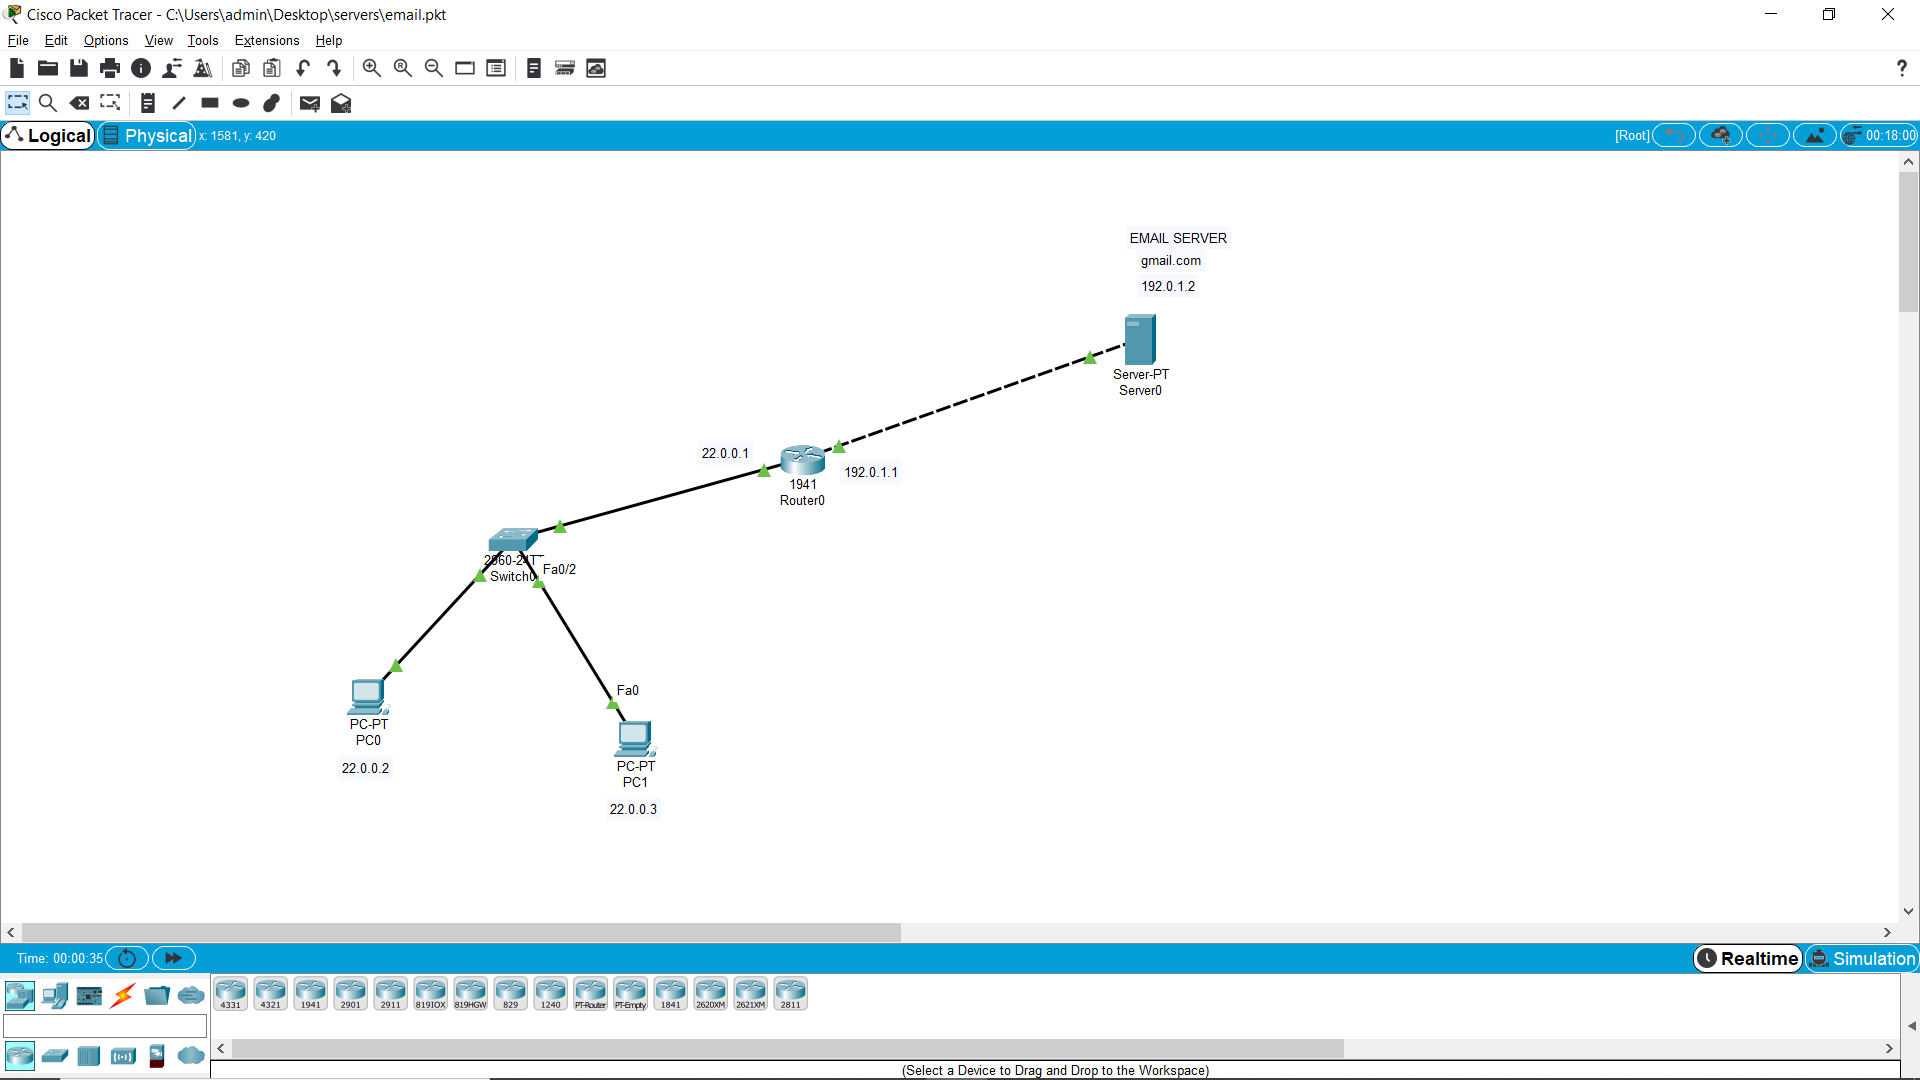 Cisco Packet Tracer - C:\Users\admin\Desktop\servers\email.pkt
File Edit Options View Tools Extensions Help
?
Logical Physical x: 1581, y: 420 [Root] 00:18:00
EMAIL SERVER
gmail.com
192.0.1.2
Server-PT
Server0
22.0.0.1
192.0.1.1
1941
Router0
2960-24TT
Switch0
Fa0/2
Fa0
PC-PT
PC0
22.0.0.2
PC-PT
PC1
22.0.0.3
Time: 00:00:35 Realtime Simulation
4331 4321 1941 2901 2911 819IOX 819HGW 829 1240 PT-Router PT-Empty 1841 2620XM 2621XM 2811
(Select a Device to Drag and Drop to the Workspace)